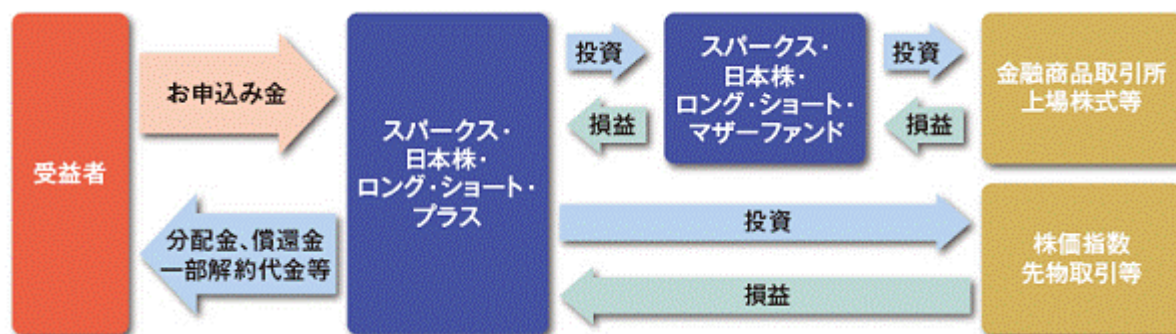 受益者
お申込み金
分配金、償還金
一部解約代金等
スパークス・
日本株・
ロング・ショート・
プラス
投資
損益
スパークス・
日本株・
ロング・ショート・
マザーファンド
投資
損益
金融商品取引所
上場株式等
投資
損益
株価指数
先物取引等